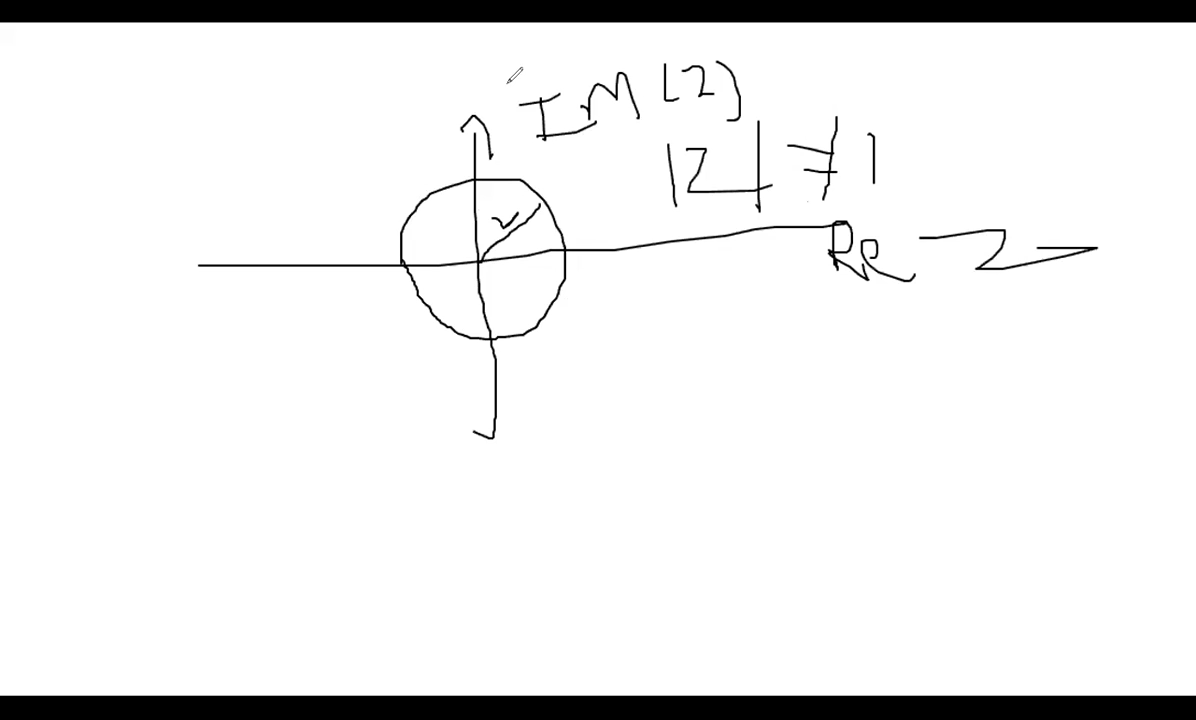 IM(z)
|z| ≠ 1
r
Re z